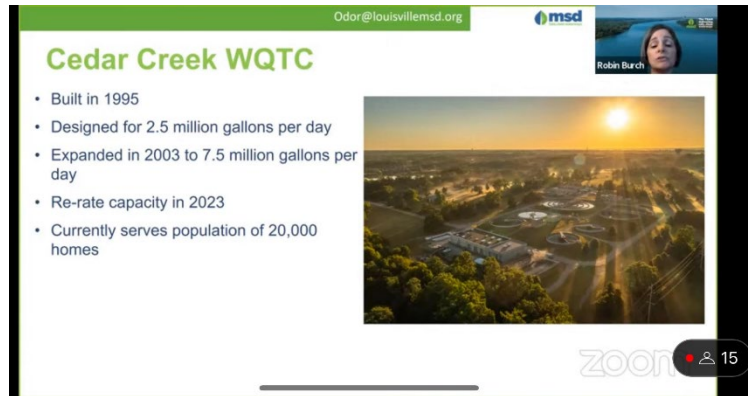 Odor@louisvillemsd.org
msd
Robin Burch
Cedar Creek WQTC
• Built in 1995
• Designed for 2.5 million gallons per day
• Expanded in 2003 to 7.5 million gallons per
day
• Re-rate capacity in 2023
• Currently serves population of 20,000
homes
zoom
15